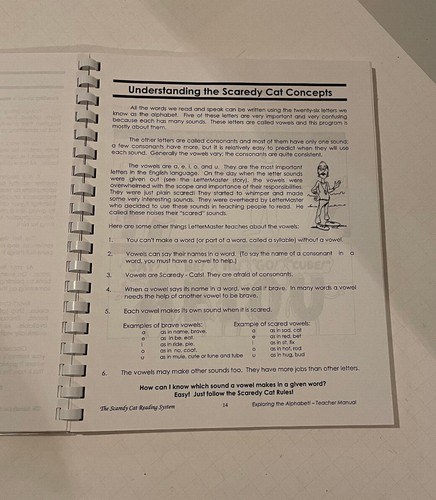 Understanding the Scaredy Cat Concepts
All the words we read and speak can be written using the twenty-six letters we
know as the alphabet. Five of these letters are very important and very confusing
because each has many sounds. These letters are called vowels and this program is
mostly about them.
The other letters are called consonants and most of them have only one sound;
a few consonants have more, but it is relatively easy to predict when they will use
each sound. Generally the vowels vary; the consonants are quite consistent.
The vowels are a, e, i, o, and u. They are the most important
letters in the English language. On the day when the letter sounds
were given out (see the LetterMaster story), the vowels were
overwhelmed with the scope and importance of their responsibilities.
They were just plain scared! They started to whimper and made
some very interesting sounds. They were overheard by LetterMaster
who decided to use these sounds in teaching people to read. He
called these noises their "scared" sounds.
Here are some other things LetterMaster teaches about the vowels:
1. You can't make a word (or part of a word, called a syllable) without a vowel.
2. Vowels can say their names in a word. (To say the name of a consonant in a
word, you must have a vowel to help.)
3. Vowels are Scaredy - Cats! They are afraid of consonants.
4. When a vowel says its name in a word, we call it brave. In many words a vowel
needs the help of another vowel to be brave.
5. Each vowel makes its own sound when it is scared.
Examples of brave vowels: Example of scared vowels:
a as in name, brave a as in sad, cat
e as in be, eat e as in red, bet
i as in tide, pie i as in sit, fix
o as in no, coat o as in hot, rod
u as in mule, cute or tune and tube u as in hug, bud
6. The vowels may make other sounds too. They have more jobs than other letters.
How can I know which sound a vowel makes in a given word?
Easy! Just follow the Scaredy Cat Rules!
The Scaredy Cat Reading System 14 Exploring the Alphabet! – Teacher Manual